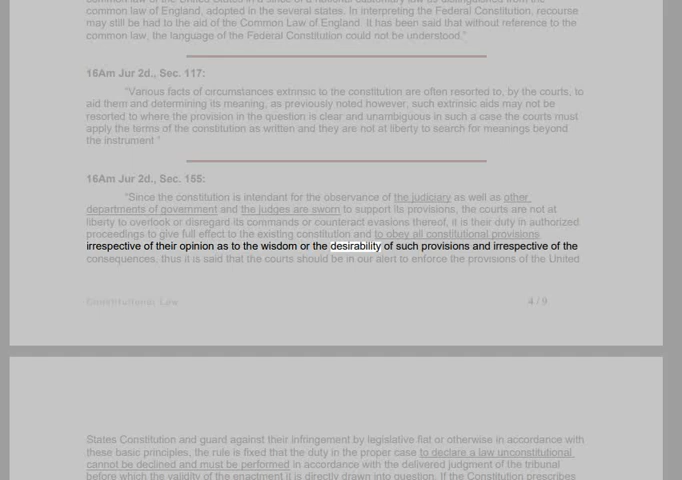 common law of England, adopted in the several states. In interpreting the Federal Constitution, recourse
may still be had to the aid of the Common Law of England. It has been said that without reference to the
common law, the language of the Federal Constitution could not be understood."
16Am Jur 2d., Sec. 117:
"Various facts of circumstances extrinsic to the constitution are often resorted to, by the courts, to
aid them and determining its meaning, as previously noted however, such extrinsic aids may not be
resorted to where the provision in the question is clear and unambiguous in such a case the courts must
apply the terms of the constitution as written and they are not at liberty to search for meanings beyond
the instrument."
16Am Jur 2d., Sec. 155:
"Since the constitution is intendant for the observance of the judiciary as well as other
departments of government and the judges are sworn to support its provisions, the courts are not at
liberty to overlook or disregard its commands or counteract evasions thereof, it is their duty in authorized
proceedings to give full effect to the existing constitution and to obey all constitutional provisions
irrespective of their opinion as to the wisdom or the desirability of such provisions and irrespective of the
consequences, thus it is said that the courts should be in our alert to enforce the provisions of the United
Constitutional Law 4 / 9
States Constitution and guard against their infringement by legislative fiat or otherwise in accordance with
these basic principles, the rule is fixed that the duty in the proper case to declare a law unconstitutional
cannot be declined and must be performed in accordance with the delivered judgment of the tribunal
before which the validity of the enactment it is directly drawn into question. If the Constitution prescribes